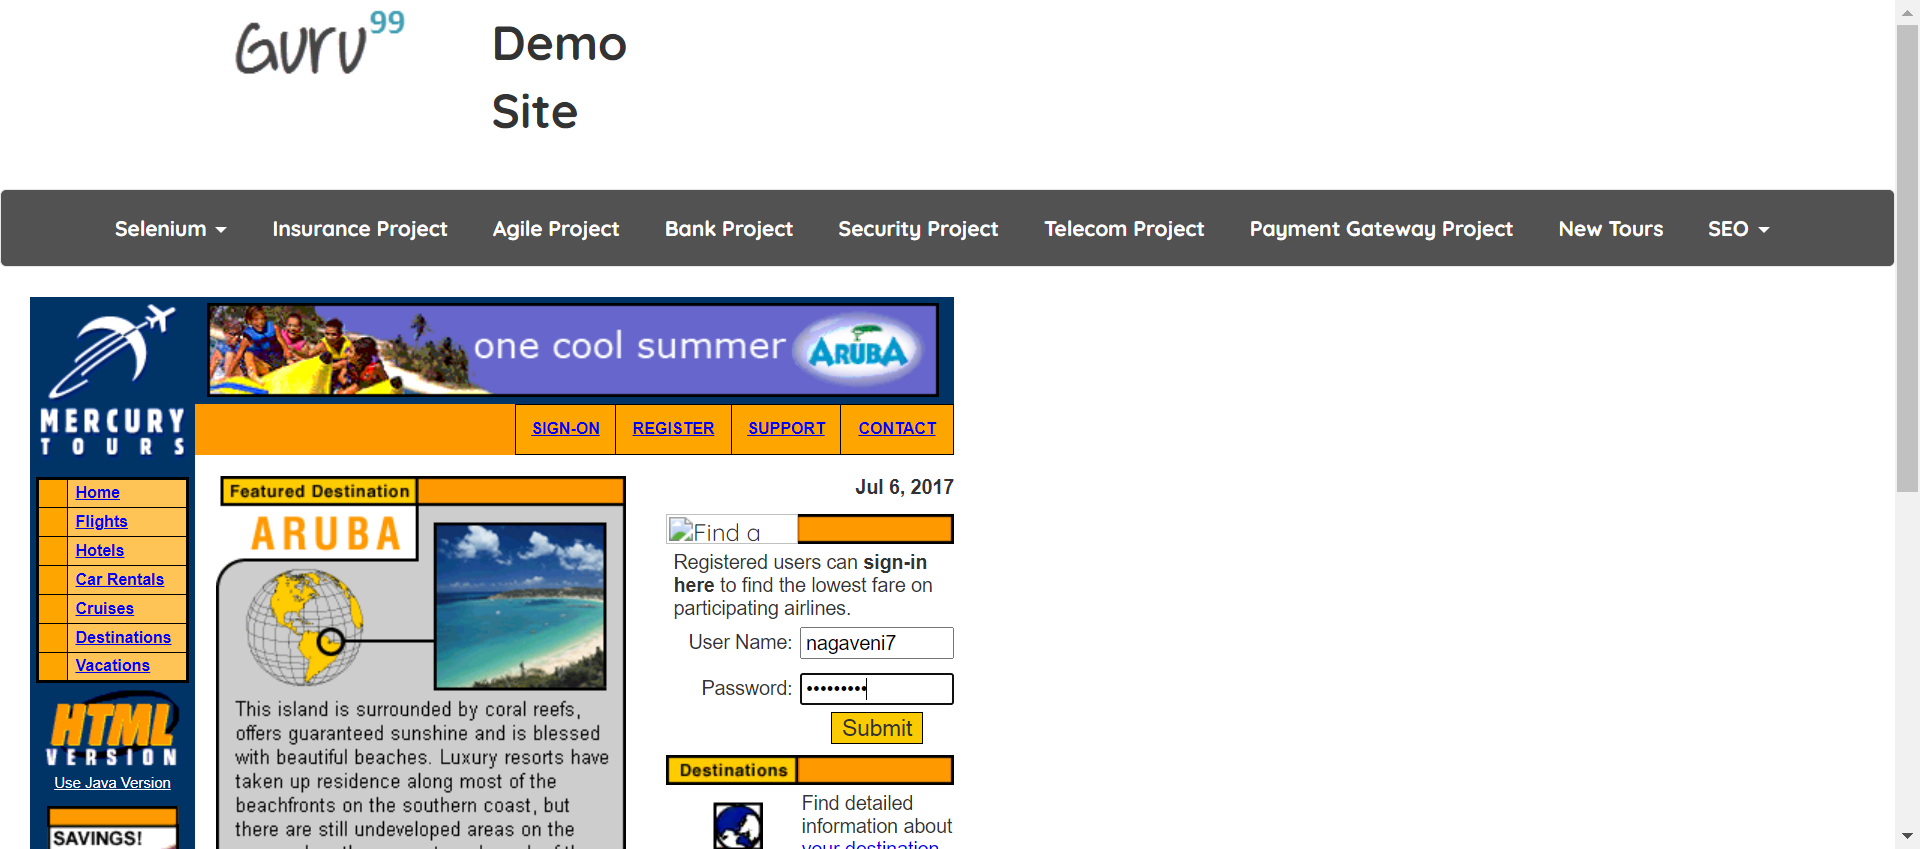 Guru99
Demo
Site
Selenium Insurance Project Agile Project Bank Project Security Project Telecom Project Payment Gateway Project New Tours SEO
one cool summer ARUBA
MERCURY
TOURS
SIGN-ON REGISTER SUPPORT CONTACT
Home
Flights
Hotels
Car Rentals
Cruises
Destinations
Vacations
HTML
VERSION
Use Java Version
SAVINGS!
Featured Destination
ARUBA
This island is surrounded by coral reefs,
offers guaranteed sunshine and is blessed
with beautiful beaches. Luxury resorts have
taken up residence along most of the
beachfronts on the southern coast, but
there are still undeveloped areas on the
Jul 6, 2017
Find a
Registered users can sign-in
here to find the lowest fare on
participating airlines.
User Name: nagaveni7
Password: •••••••••
Submit
Destinations
Find detailed
information about
your destination